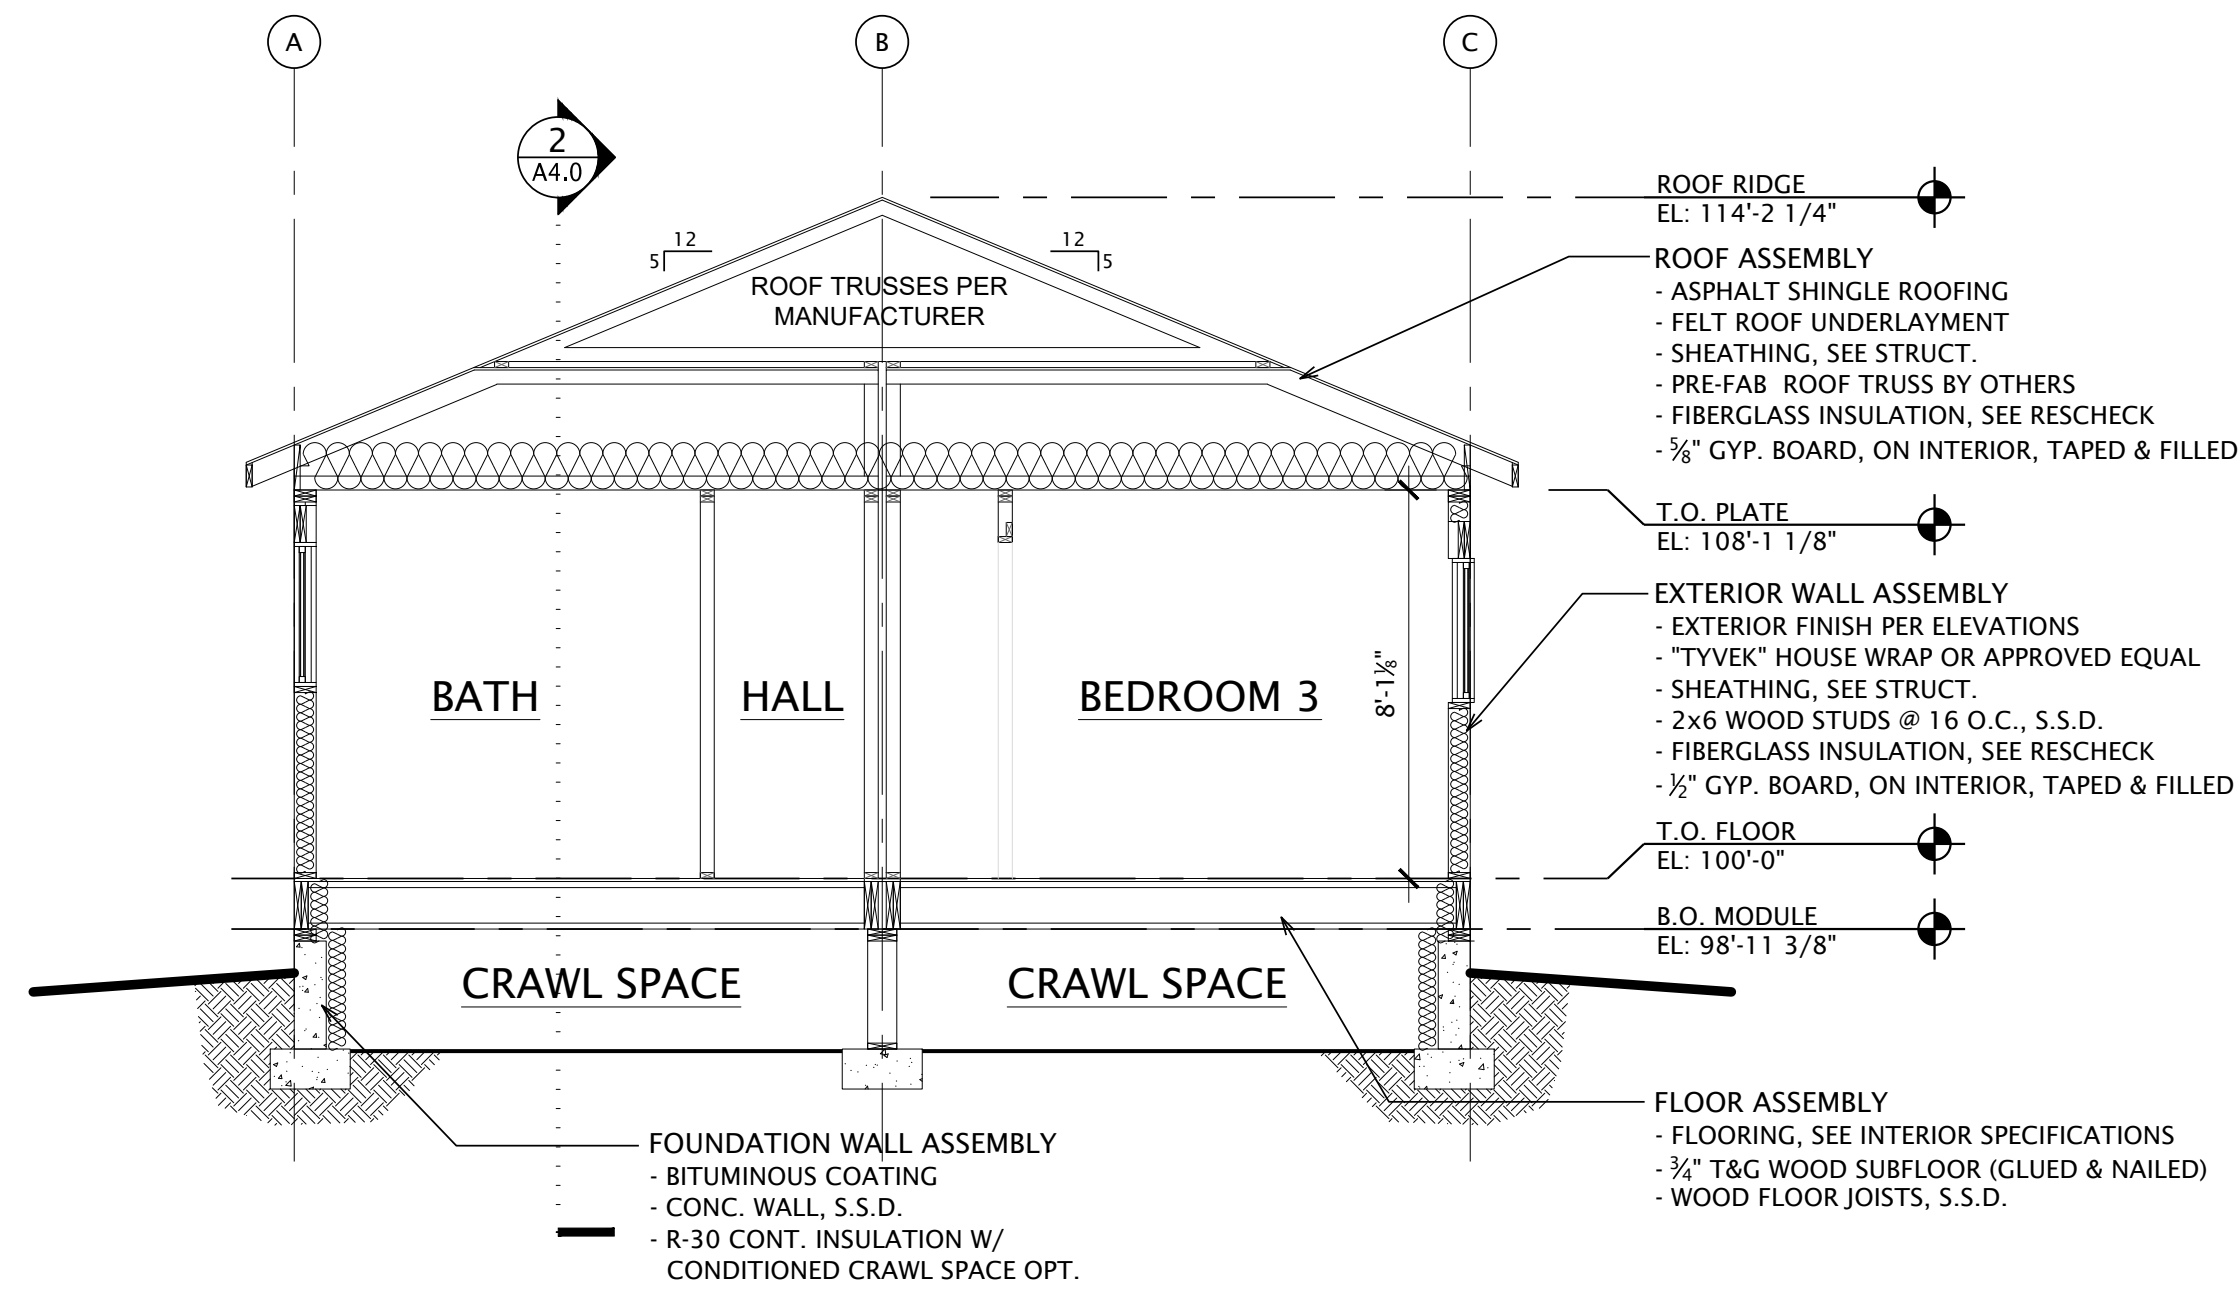 A
B
C
2
A4.0
12
5
12
5
ROOF TRUSSES PER
MANUFACTURER
ROOF RIDGE
EL: 114'-2 1/4"
ROOF ASSEMBLY
- ASPHALT SHINGLE ROOFING
- FELT ROOF UNDERLAYMENT
- SHEATHING, SEE STRUCT.
- PRE-FAB  ROOF TRUSS BY OTHERS
- FIBERGLASS INSULATION, SEE RESCHECK
- ⅝" GYP. BOARD, ON INTERIOR, TAPED & FILLED
T.O. PLATE
EL: 108'-1 1/8"
EXTERIOR WALL ASSEMBLY
- EXTERIOR FINISH PER ELEVATIONS
- "TYVEK" HOUSE WRAP OR APPROVED EQUAL
- SHEATHING, SEE STRUCT.
- 2x6 WOOD STUDS @ 16 O.C., S.S.D.
- FIBERGLASS INSULATION, SEE RESCHECK
- ½" GYP. BOARD, ON INTERIOR, TAPED & FILLED
BATH
HALL
BEDROOM 3
8'-1⅛"
T.O. FLOOR
EL: 100'-0"
B.O. MODULE
EL: 98'-11 3/8"
CRAWL SPACE
CRAWL SPACE
FLOOR ASSEMBLY
- FLOORING, SEE INTERIOR SPECIFICATIONS
- ¾" T&G WOOD SUBFLOOR (GLUED & NAILED)
- WOOD FLOOR JOISTS, S.S.D.
FOUNDATION WALL ASSEMBLY
- BITUMINOUS COATING
- CONC. WALL, S.S.D.
- R-30 CONT. INSULATION W/
CONDITIONED CRAWL SPACE OPT.